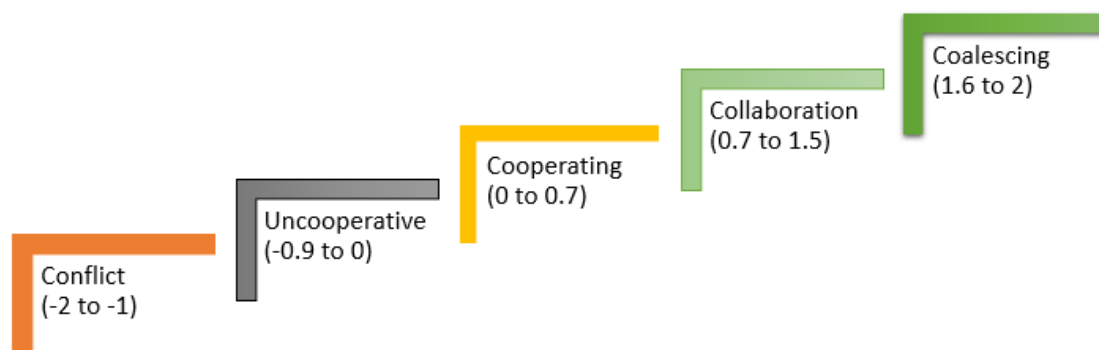 Conflict
(-2 to -1)
Uncooperative
(-0.9 to 0)
Cooperating
(0 to 0.7)
Collaboration
(0.7 to 1.5)
Coalescing
(1.6 to 2)